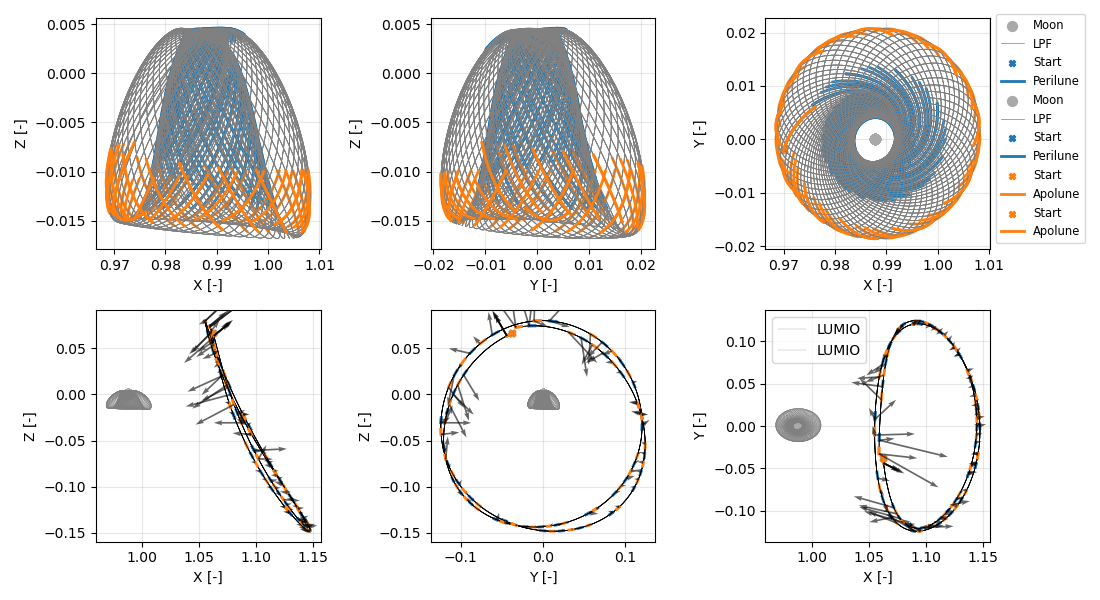 0.005
0.000
−0.005
−0.010
−0.015
Z [-]
0.97
0.98
0.99
1.00
1.01
X [-]
0.005
0.000
−0.005
−0.010
−0.015
Z [-]
−0.02
−0.01
0.00
0.01
0.02
Y [-]
0.02
0.01
0.00
−0.01
−0.02
Y [-]
0.97
0.98
0.99
1.00
1.01
X [-]
Moon
LPF
Start
Perilune
Moon
LPF
Start
Perilune
Start
Apolune
Start
Apolune
0.05
0.00
−0.05
−0.10
−0.15
Z [-]
1.00
1.05
1.10
1.15
X [-]
0.05
0.00
−0.05
−0.10
−0.15
Z [-]
−0.1
0.0
0.1
Y [-]
LUMIO
LUMIO
0.10
0.05
0.00
−0.05
−0.10
Y [-]
1.00
1.05
1.10
1.15
X [-]